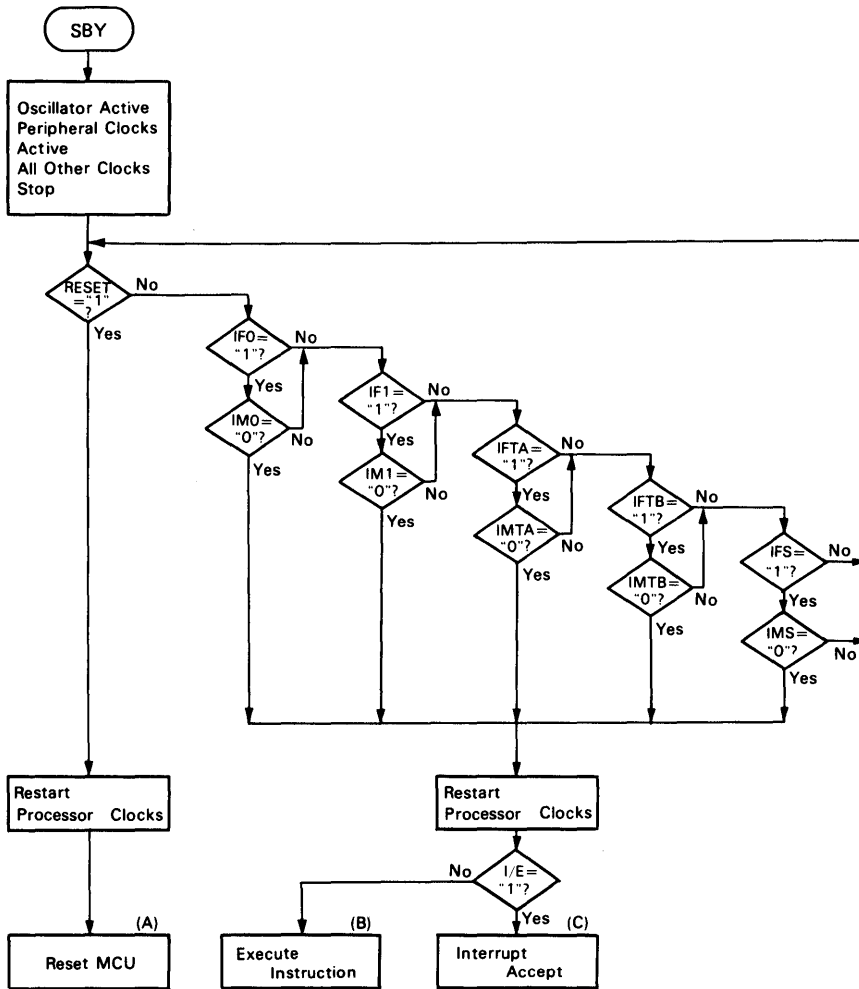 SBY
Oscillator Active
Peripheral Clocks
Active
All Other Clocks
Stop
RESET
="1"
?
No
Yes
IF0=
"1"?
No
Yes
IM0=
"0"?
No
Yes
IF1=
"1"?
No
Yes
IM1=
"0"?
No
Yes
IFTA=
"1"?
No
Yes
IMTA=
"0"?
No
Yes
IFTB=
"1"?
No
Yes
IMTB=
"0"?
No
Yes
IFS=
"1"?
No
Yes
IMS=
"0"?
No
Yes
Restart
Processor Clocks
Restart
Processor Clocks
I/E=
"1"?
No
Yes
(A)
Reset MCU
(B)
Execute
Instruction
(C)
Interrupt
Accept